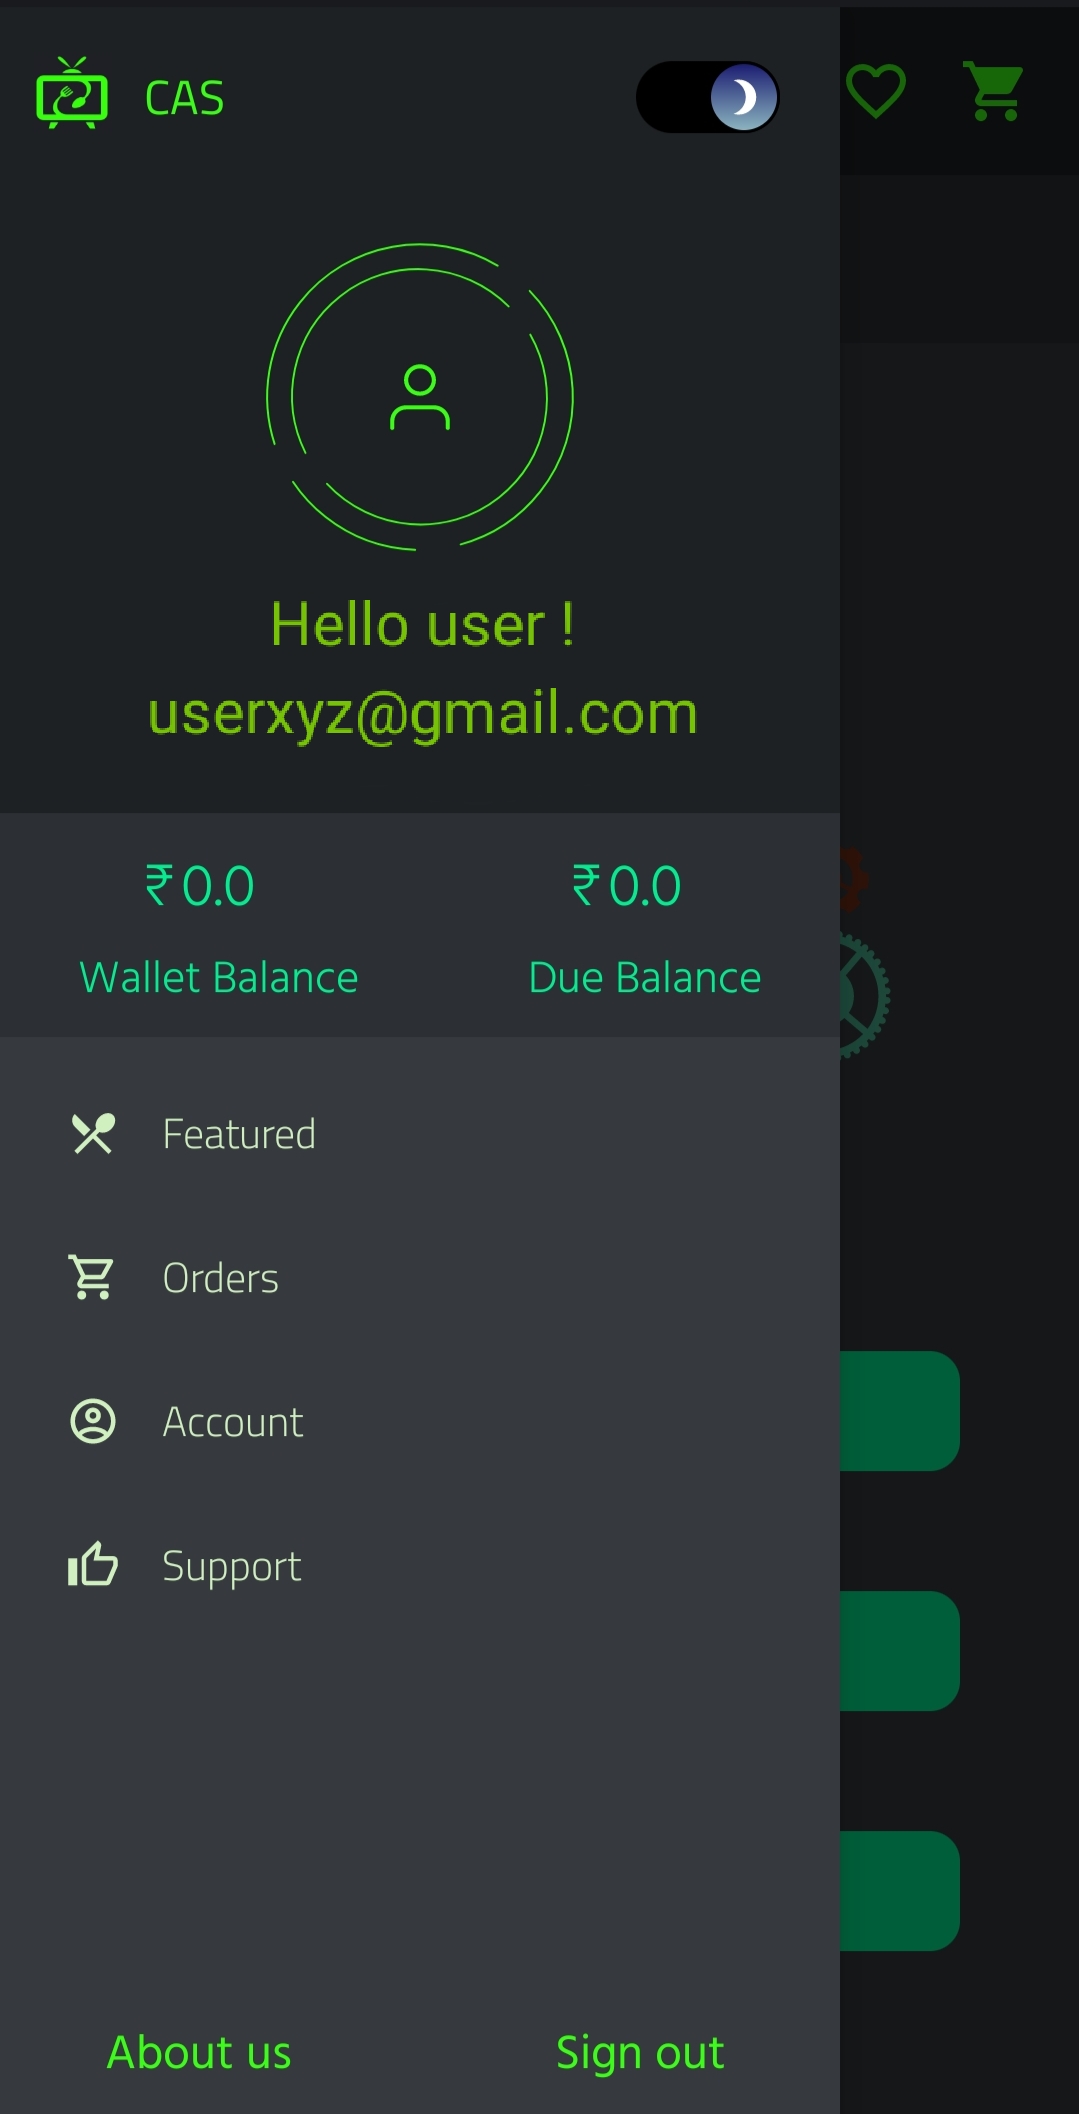 CAS
Hello user !
userxyz@gmail.com
₹ 0.0 ₹ 0.0
Wallet Balance Due Balance
Featured
Orders
Account
Support
About us Sign out